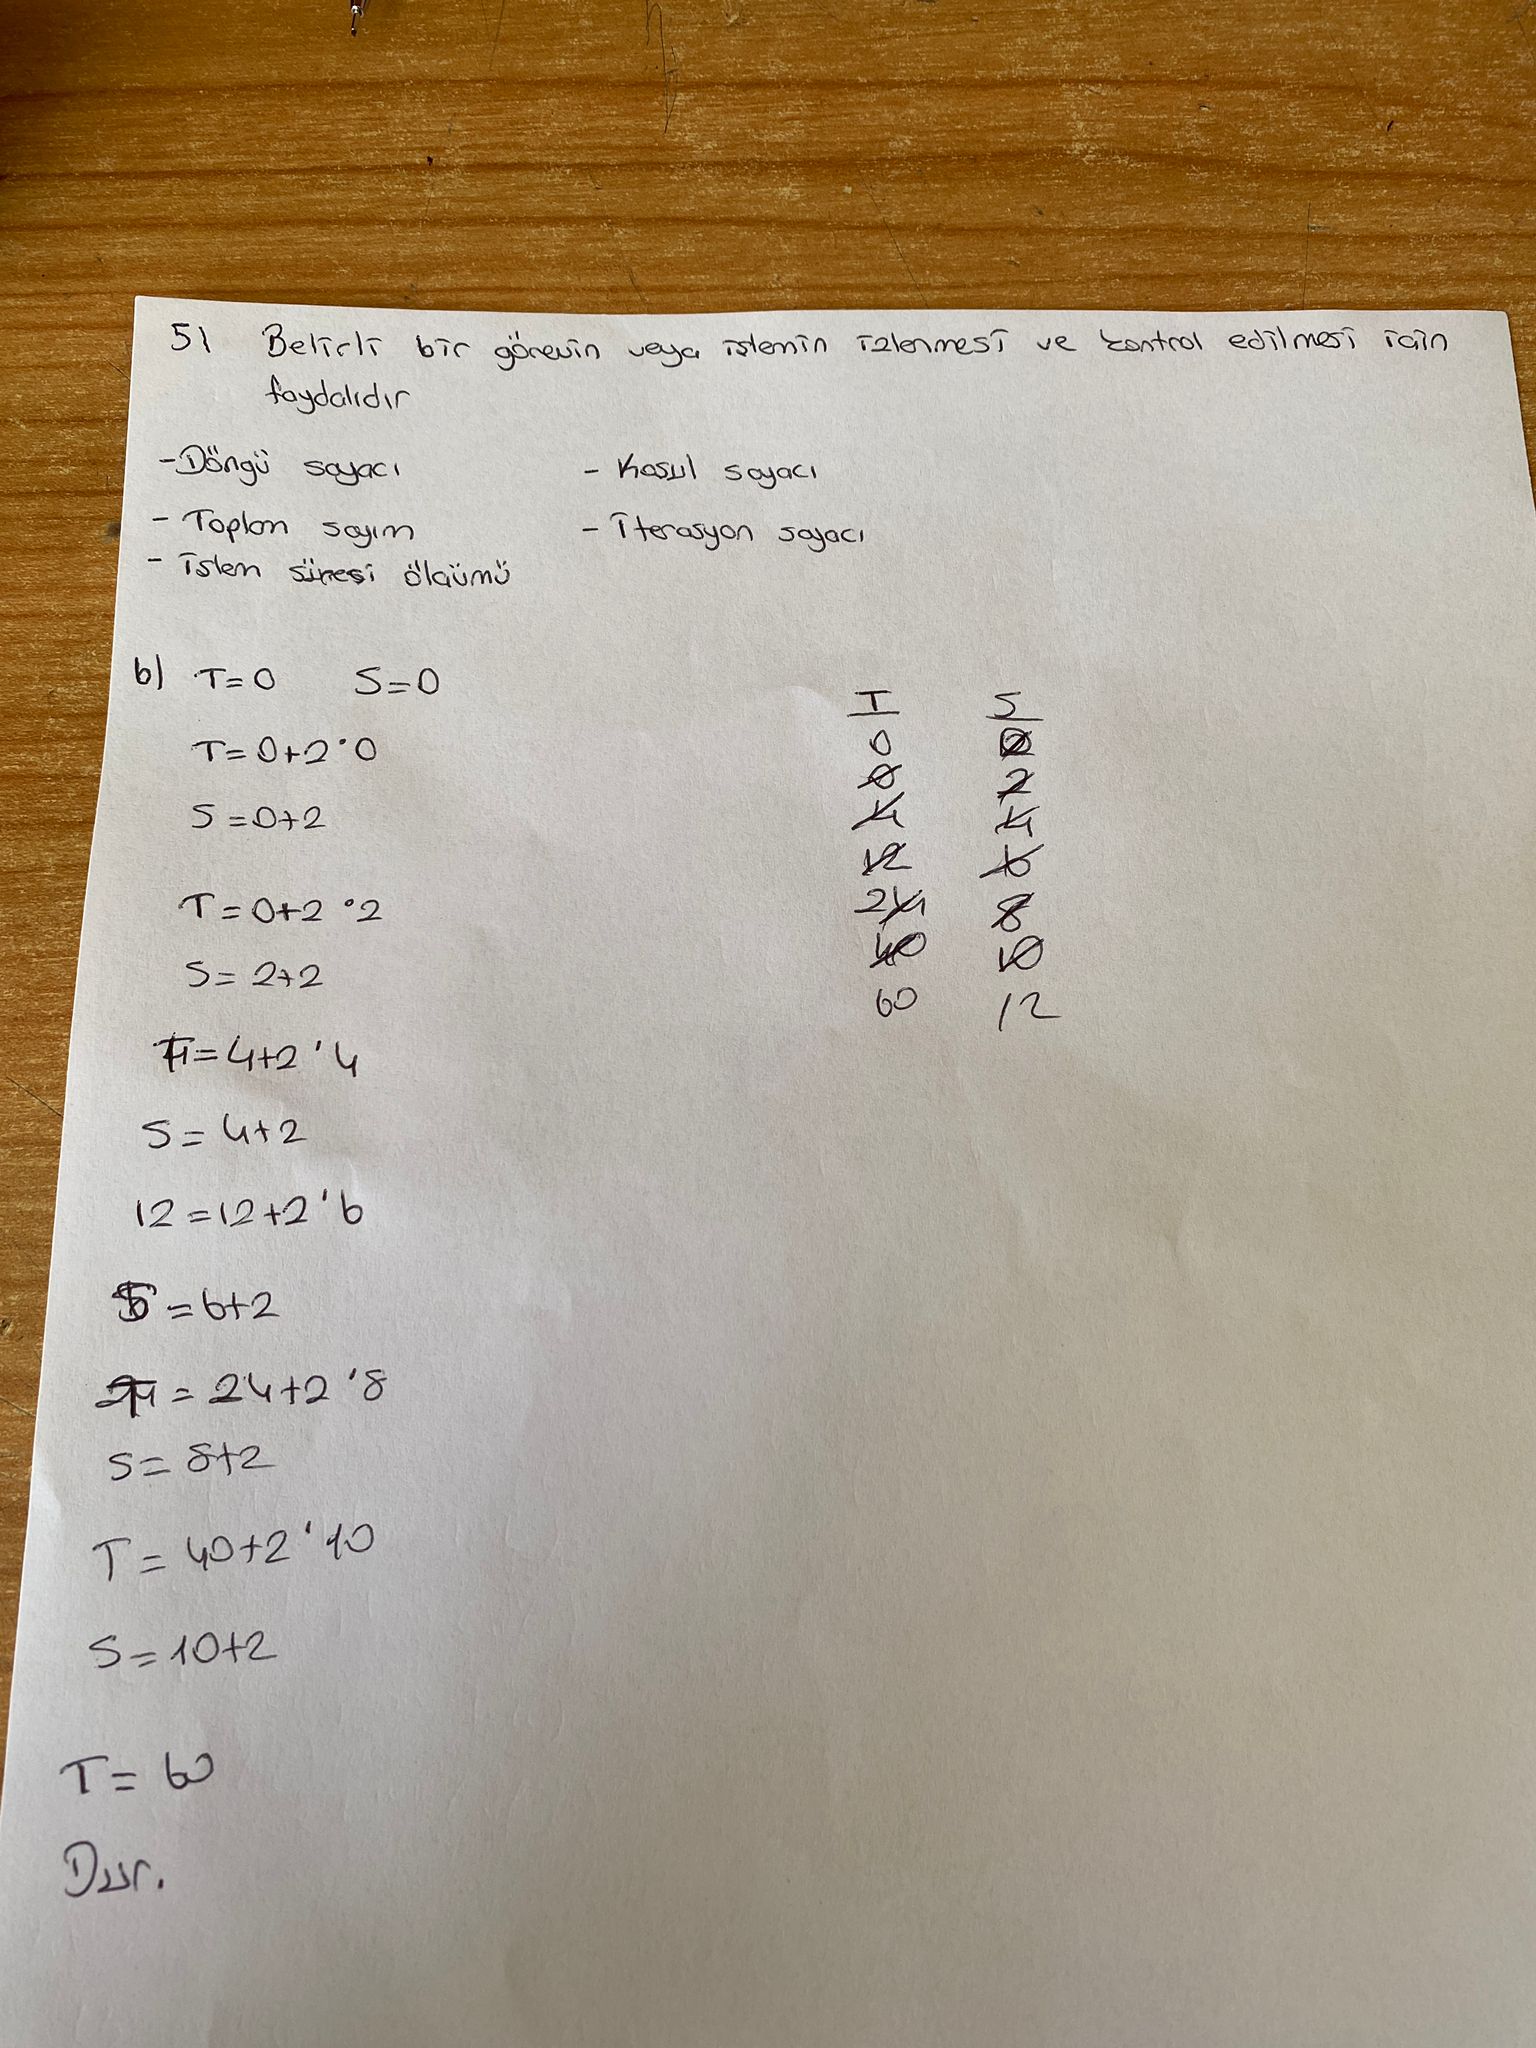 5) Belirli bir görevin veya işlemin izlenmesi ve kontrol edilmesi için
faydalıdır
- Döngü sayacı
- Koşul sayacı
- Toplam sayım
- İterasyon sayacı
- işlem süresi ölçümü
b) T=0 S=0
T=0+2·0
S=0+2
T=0+2·2
S=2+2
T=4+2·4
S=4+2
12=12+2·6
S=6+2
T=24+2·8
S=8+2
T=40+2·10
S=10+2
T=60
Dur.
T S
0 0
0 2
4 4
12 6
24 8
40 10
60 12